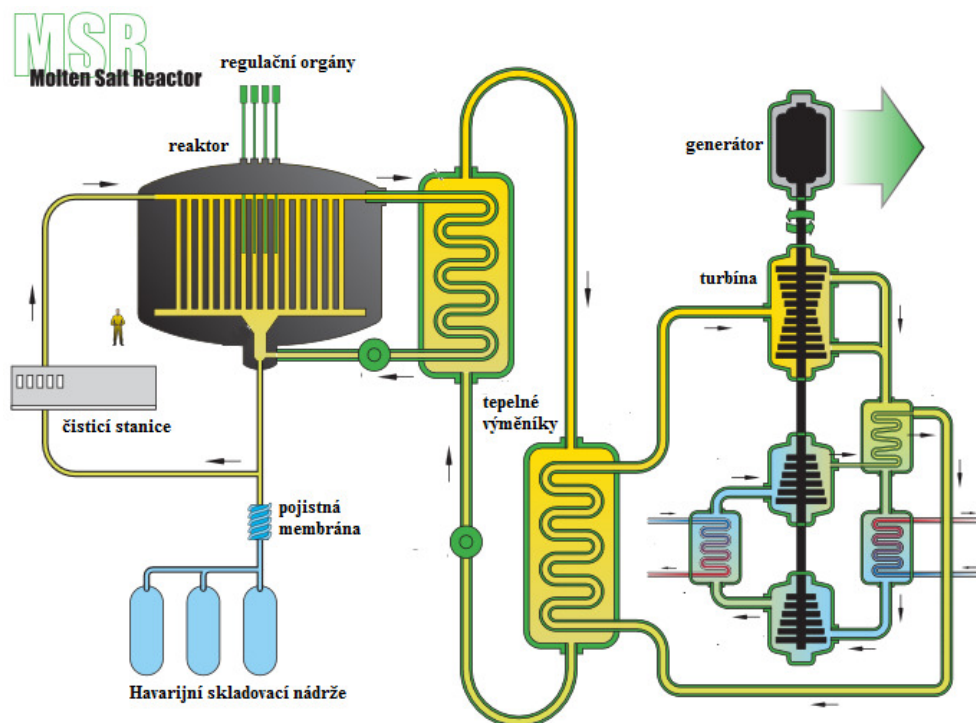 MSR
Molten Salt Reactor
regulační orgány
reaktor
generátor
turbína
tepelné
výměníky
čisticí stanice
pojistná
membrána
Havarijní skladovací nádrže